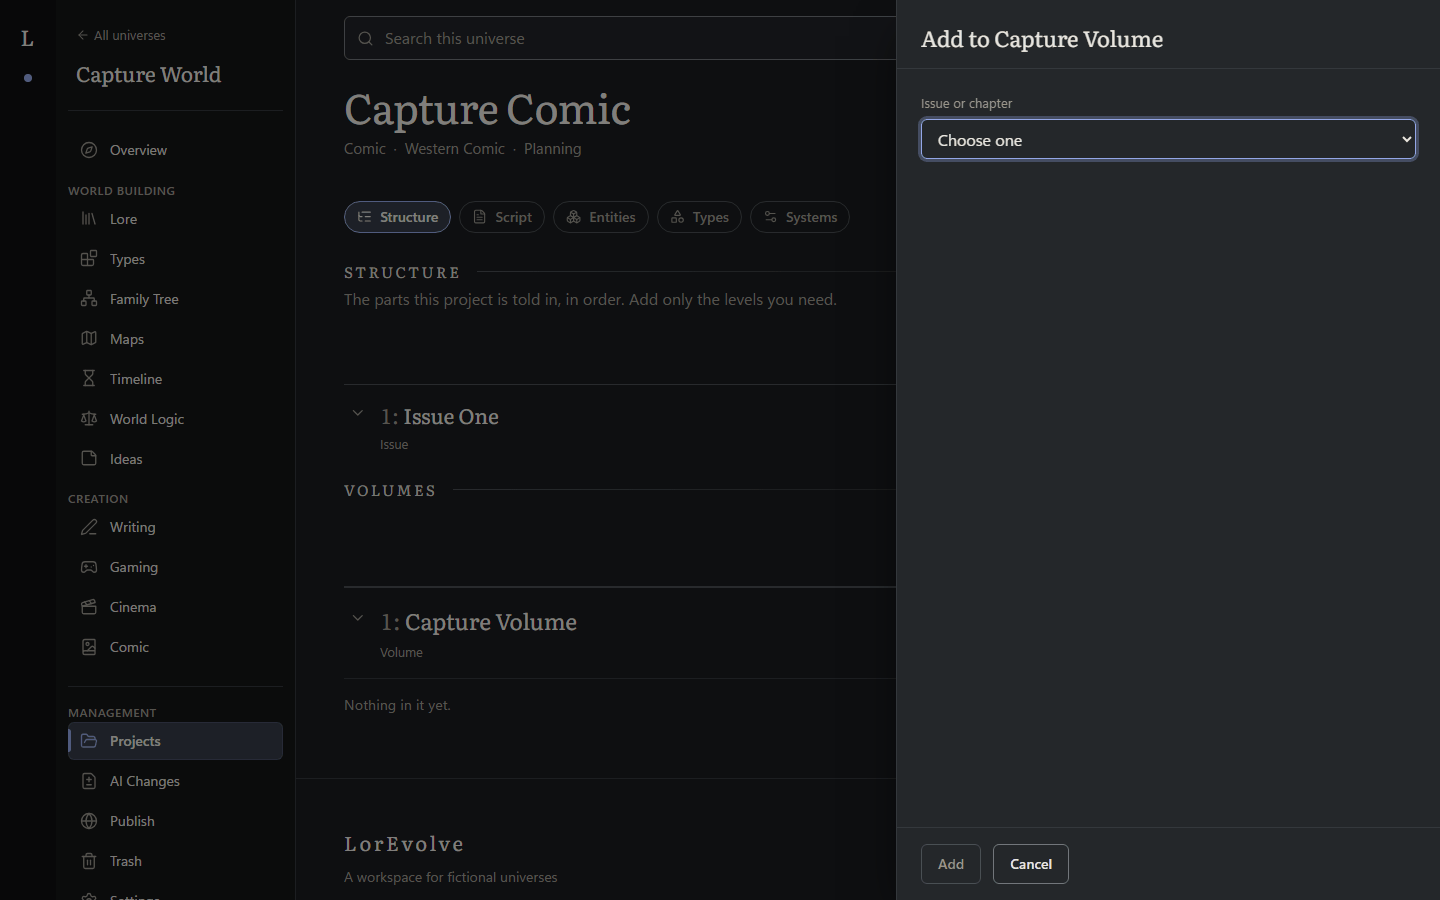 L
All universes
Capture World
Overview
WORLD BUILDING
Lore
Types
Family Tree
Maps
Timeline
World Logic
Ideas
CREATION
Writing
Gaming
Cinema
Comic
MANAGEMENT
Projects
AI Changes
Publish
Trash
Settings
Search this universe
Capture Comic
Comic · Western Comic · Planning
Structure Script Entities Types Systems
STRUCTURE
The parts this project is told in, in order. Add only the levels you need.
1: Issue One
Issue
VOLUMES
1: Capture Volume
Volume
Nothing in it yet.
LorEvolve
A workspace for fictional universes
Add to Capture Volume
Issue or chapter
Choose one
Add Cancel